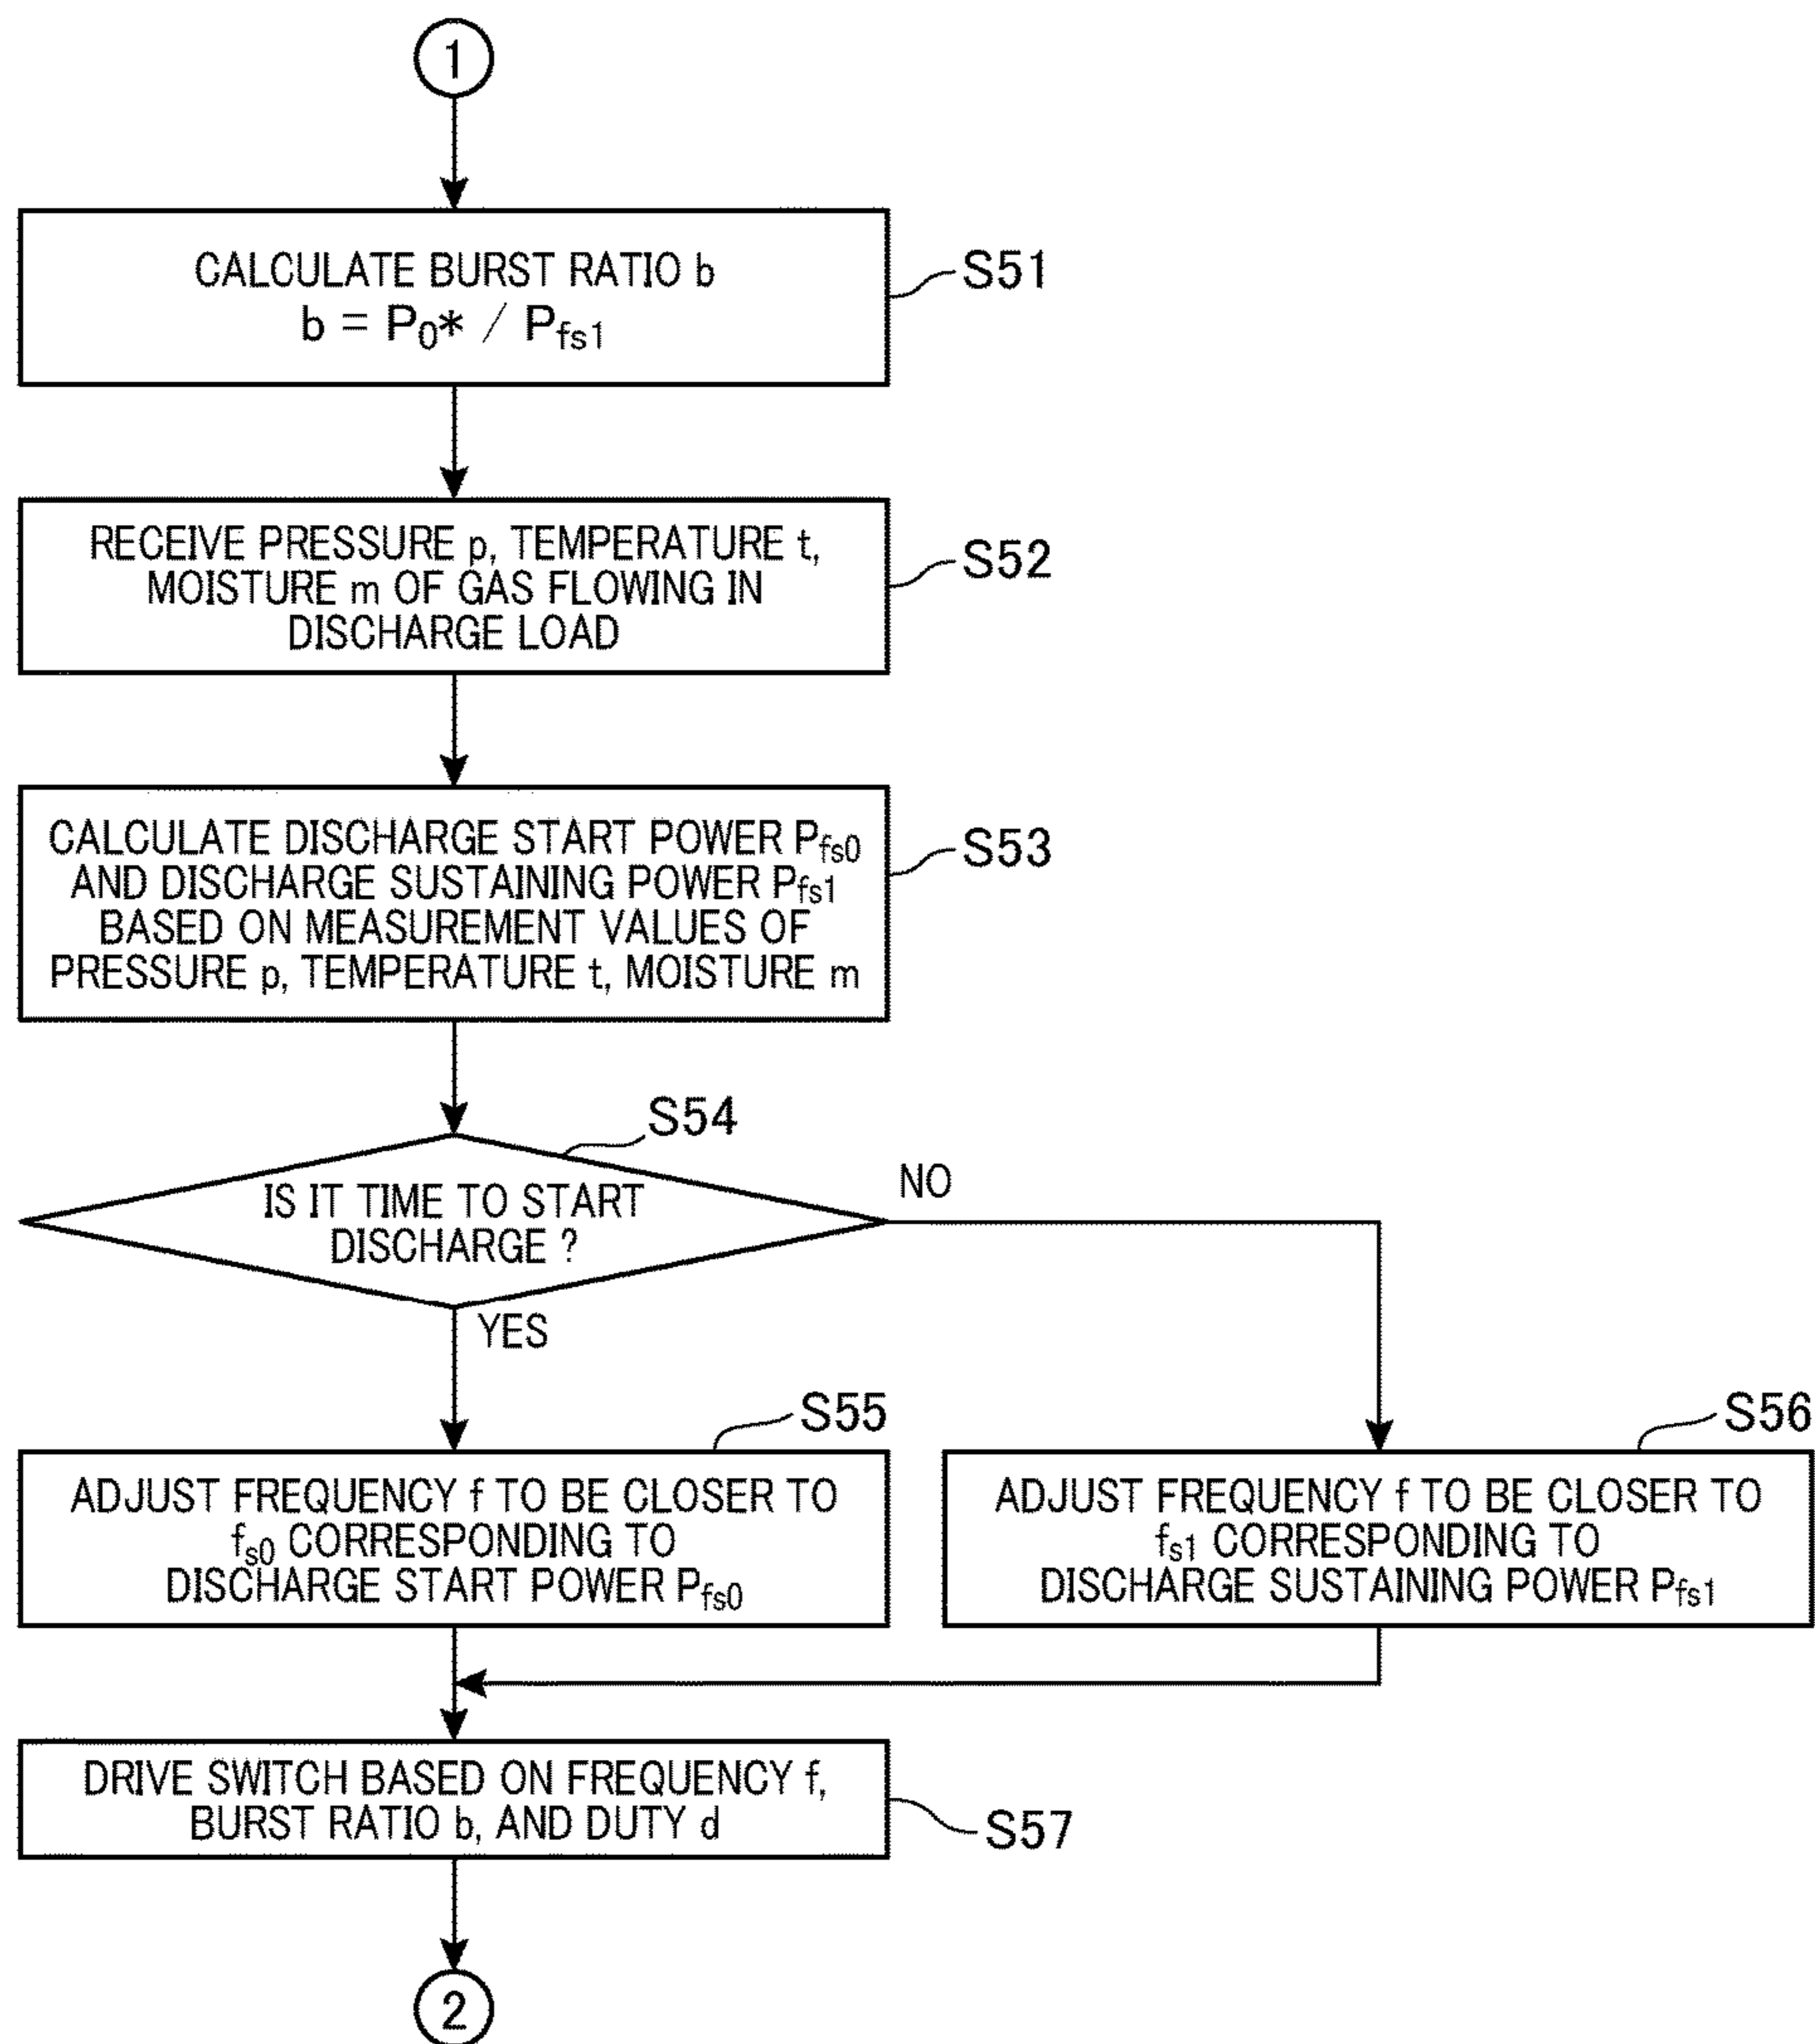 1
CALCULATE BURST RATIO b
b = P0* / Pfs1
S51
RECEIVE PRESSURE p, TEMPERATURE t,
MOISTURE m OF GAS FLOWING IN
DISCHARGE LOAD
S52
CALCULATE DISCHARGE START POWER Pfs0
AND DISCHARGE SUSTAINING POWER Pfs1
BASED ON MEASUREMENT VALUES OF
PRESSURE p, TEMPERATURE t, MOISTURE m
S53
S54
IS IT TIME TO START
DISCHARGE ?
NO
YES
S55
ADJUST FREQUENCY f TO BE CLOSER TO
fs0 CORRESPONDING TO
DISCHARGE START POWER Pfs0
S56
ADJUST FREQUENCY f TO BE CLOSER TO
fs1 CORRESPONDING TO
DISCHARGE SUSTAINING POWER Pfs1
DRIVE SWITCH BASED ON FREQUENCY f,
BURST RATIO b, AND DUTY d
S57
2